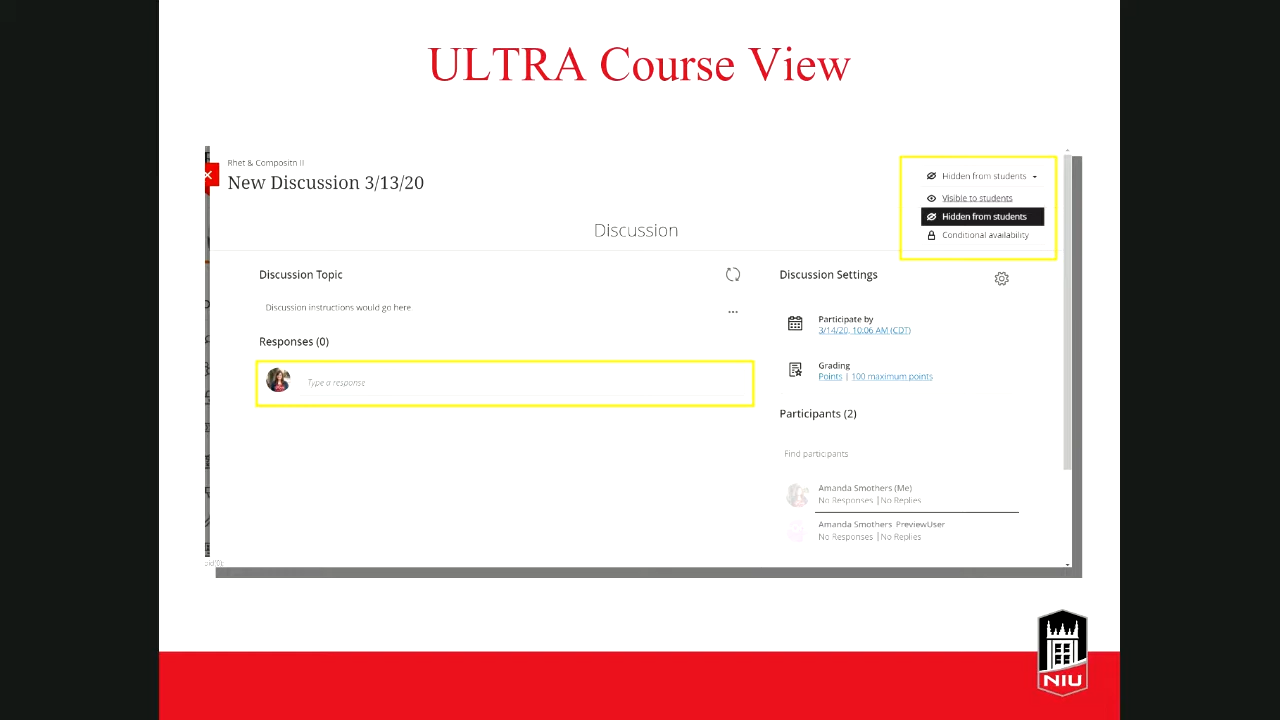 ULTRA Course View
Rhet & Compositn II
New Discussion 3/13/20
Hidden from students
Visible to students
Hidden from students
Conditional availability
Discussion
Discussion Topic
Discussion instructions would go here
...
Responses (0)
Type a response
Discussion Settings
Participate by
3/14/20, 10:06 AM (CDT)
Grading
Points | 100 maximum points
Participants (2)
Find participants
Amanda Smothers (Me)
No Responses | No Replies
Amanda Smothers_PreviewUser
No Responses | No Replies
NIU